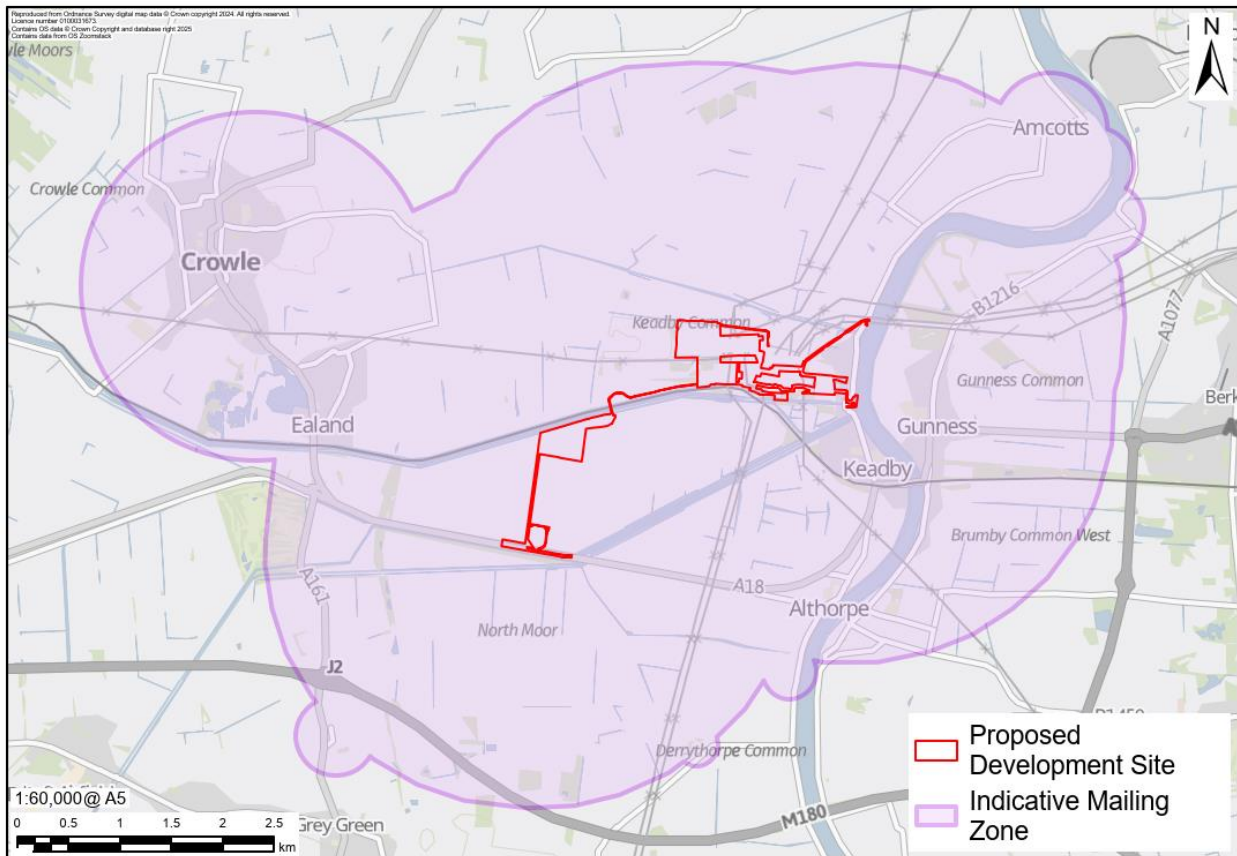 Reproduced from Ordnance Survey digital map data © Crown copyright 2024. All rights reserved.
Licence number 0100031673.
Contains OS data © Crown Copyright and database right 2025
Contains data from OS Zoomstack
Moors
N
Amcotts
Crowle Common
Crowle
B1216
A1077
Keadby Common
Gunness Common
Ealand
Gunness
Keadby
Brumby Common West
A161
A18
Althorpe
North Moor
J2
Derrythorpe Common
M180
Grey Green
Proposed
Development Site
Indicative Mailing
Zone
1:60,000@ A5
0 0.5 1 1.5 2 2.5
km